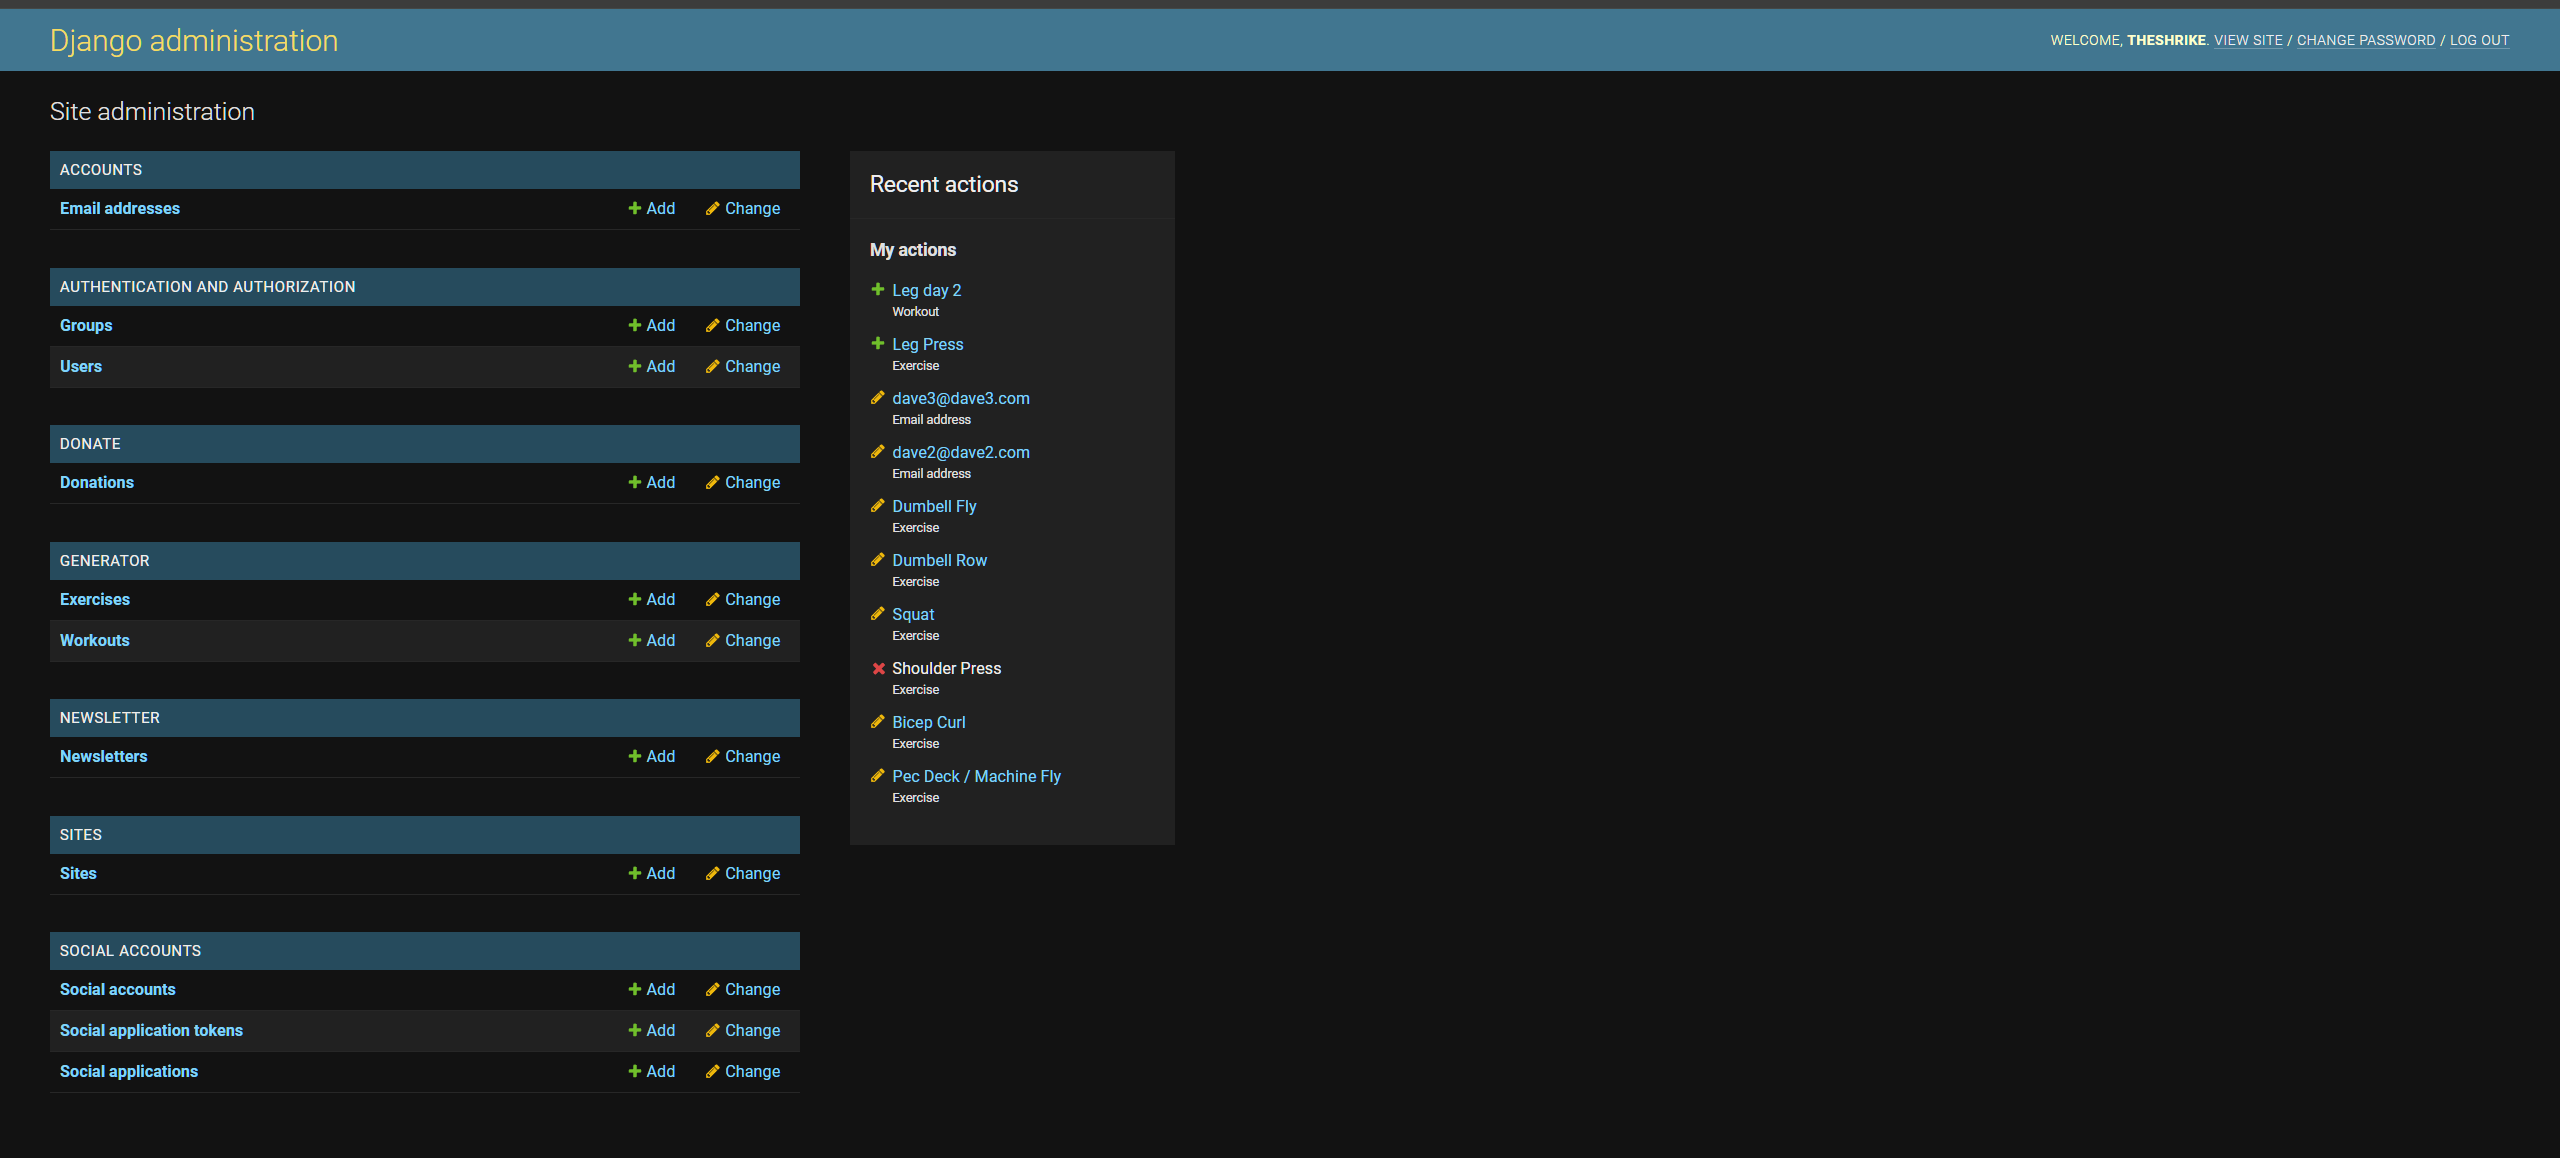 Django administration
WELCOME, THESHRIKE. VIEW SITE / CHANGE PASSWORD / LOG OUT
Site administration
ACCOUNTS
Email addresses Add Change
AUTHENTICATION AND AUTHORIZATION
Groups Add Change
Users Add Change
DONATE
Donations Add Change
GENERATOR
Exercises Add Change
Workouts Add Change
NEWSLETTER
Newsletters Add Change
SITES
Sites Add Change
SOCIAL ACCOUNTS
Social accounts Add Change
Social application tokens Add Change
Social applications Add Change
Recent actions
My actions
Leg day 2
Workout
Leg Press
Exercise
dave3@dave3.com
Email address
dave2@dave2.com
Email address
Dumbell Fly
Exercise
Dumbell Row
Exercise
Squat
Exercise
Shoulder Press
Exercise
Bicep Curl
Exercise
Pec Deck / Machine Fly
Exercise